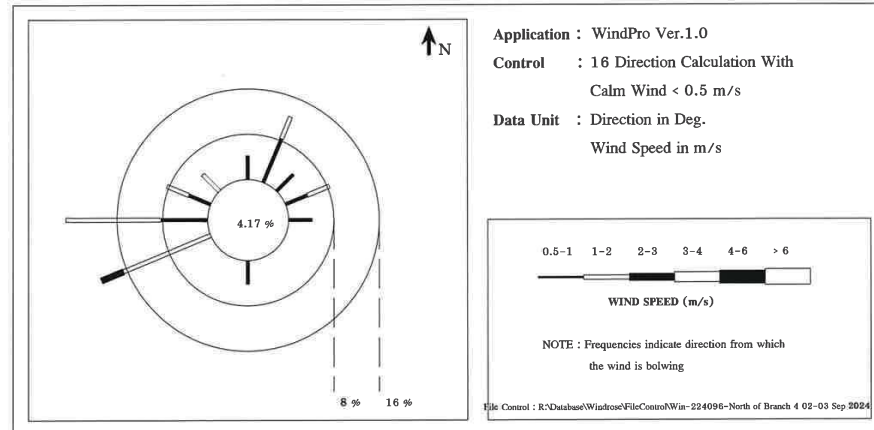 N
4.17 %
8 %
16 %
Application : WindPro Ver.1.0
Control : 16 Direction Calculation With
Calm Wind < 0.5 m/s
Data Unit : Direction in Deg.
Wind Speed in m/s
0.5-1 1-2 2-3 3-4 4-6 > 6
WIND SPEED (m/s)
NOTE : Frequencies indicate direction from which
the wind is bolwing
File Control : R:\Database\Windrose\FileControl\Win-224096-North of Branch 4 02-03 Sep 2024